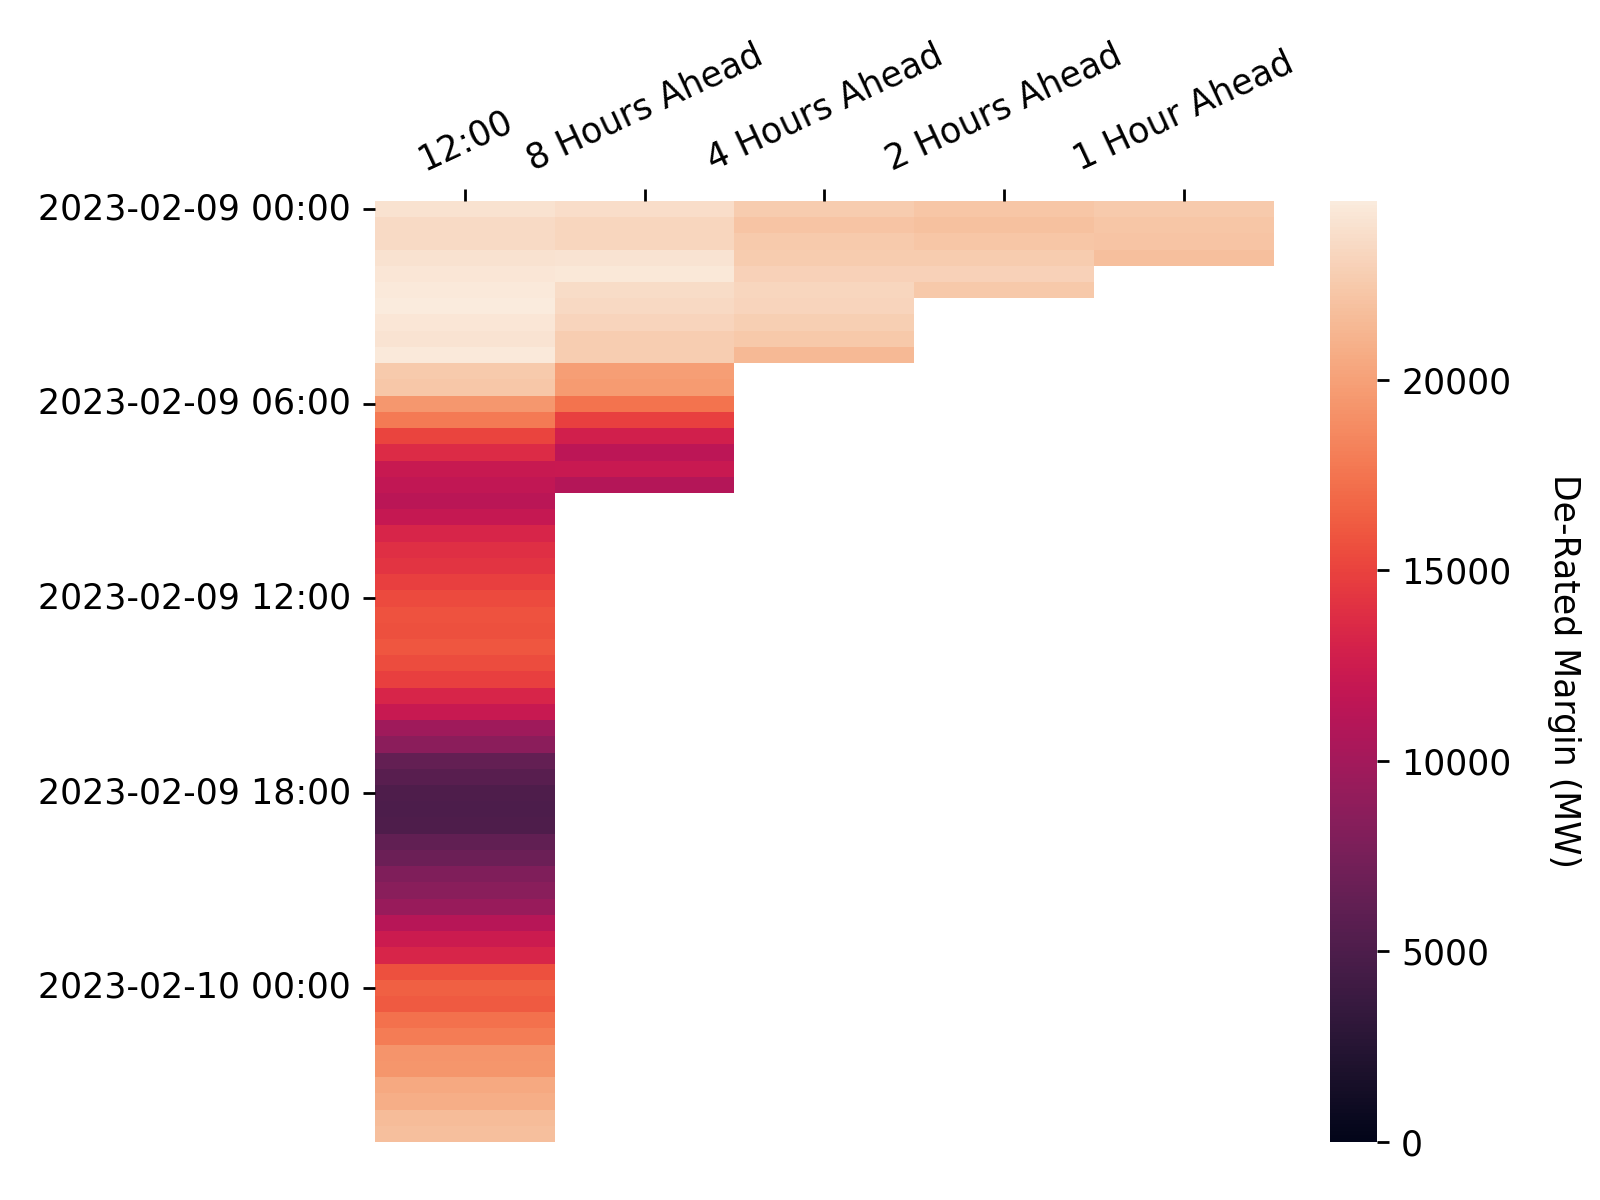 12:00
8 Hours Ahead
4 Hours Ahead
2 Hours Ahead
1 Hour Ahead
2023-02-09 00:00
2023-02-09 06:00
2023-02-09 12:00
2023-02-09 18:00
2023-02-10 00:00
20000
15000
10000
5000
0
De-Rated Margin (MW)